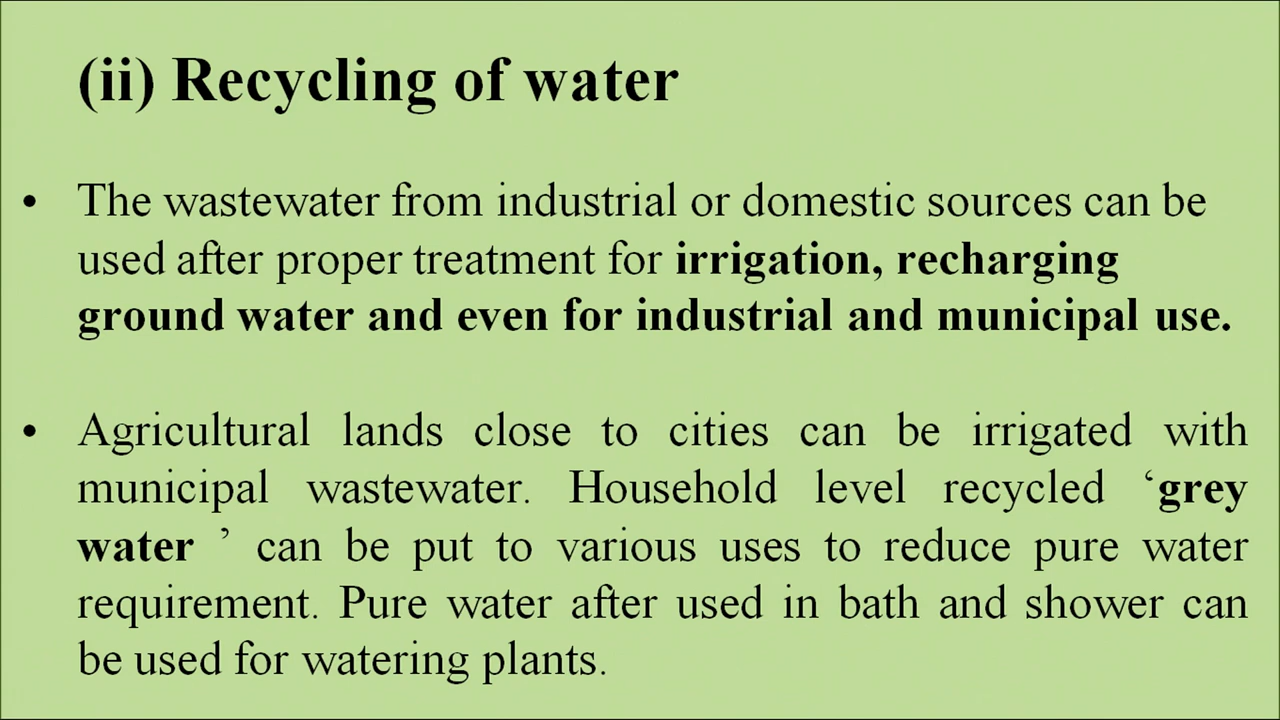 (ii) Recycling of water
• The wastewater from industrial or domestic sources can be
used after proper treatment for irrigation, recharging
ground water and even for industrial and municipal use.
• Agricultural lands close to cities can be irrigated with
municipal wastewater. Household level recycled ‘grey
water ’ can be put to various uses to reduce pure water
requirement. Pure water after used in bath and shower can
be used for watering plants.